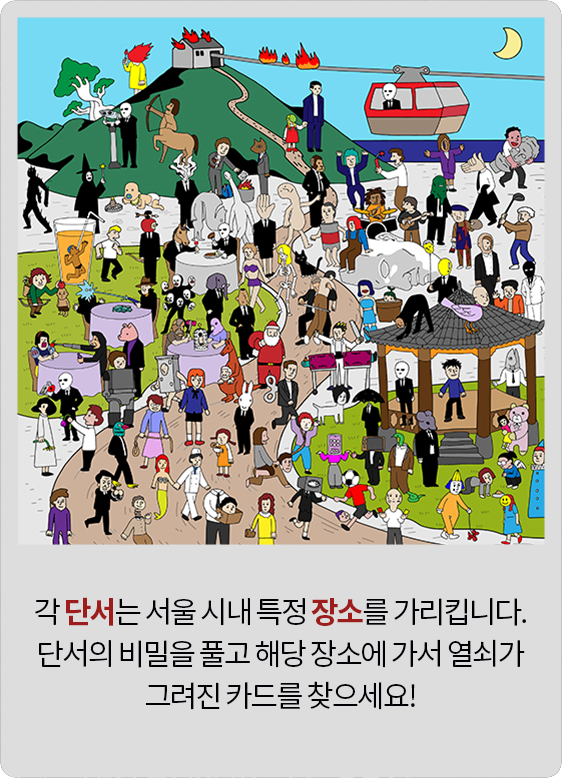 각 단서는 서울 시내 특정 장소를 가리킵니다.
단서의 비밀을 풀고 해당 장소에 가서 열쇠가
그려진 카드를 찾으세요!